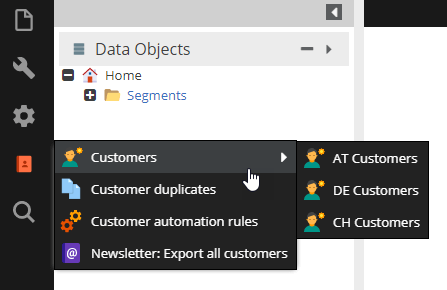 Data Objects
Home
Segments
Customers
AT Customers
Customer duplicates
DE Customers
Customer automation rules
CH Customers
Newsletter: Export all customers